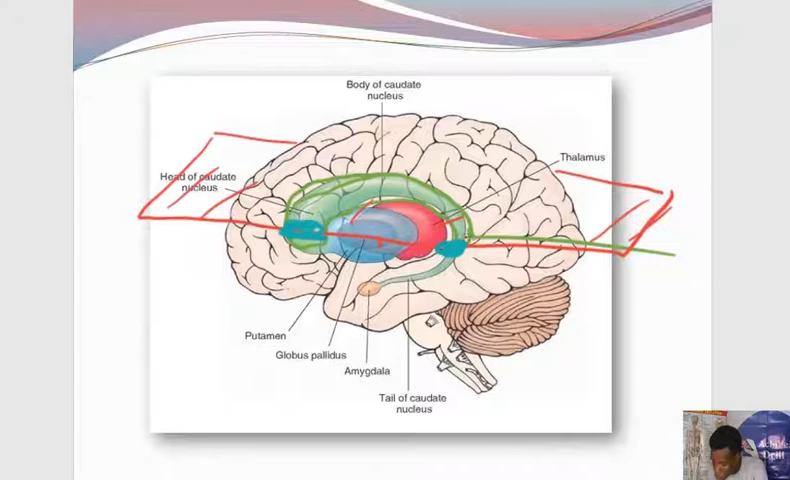 Body of caudate
nucleus
Thalamus
Head of caudate
nucleus
Putamen
Globus pallidus
Amygdala
Tail of caudate
nucleus